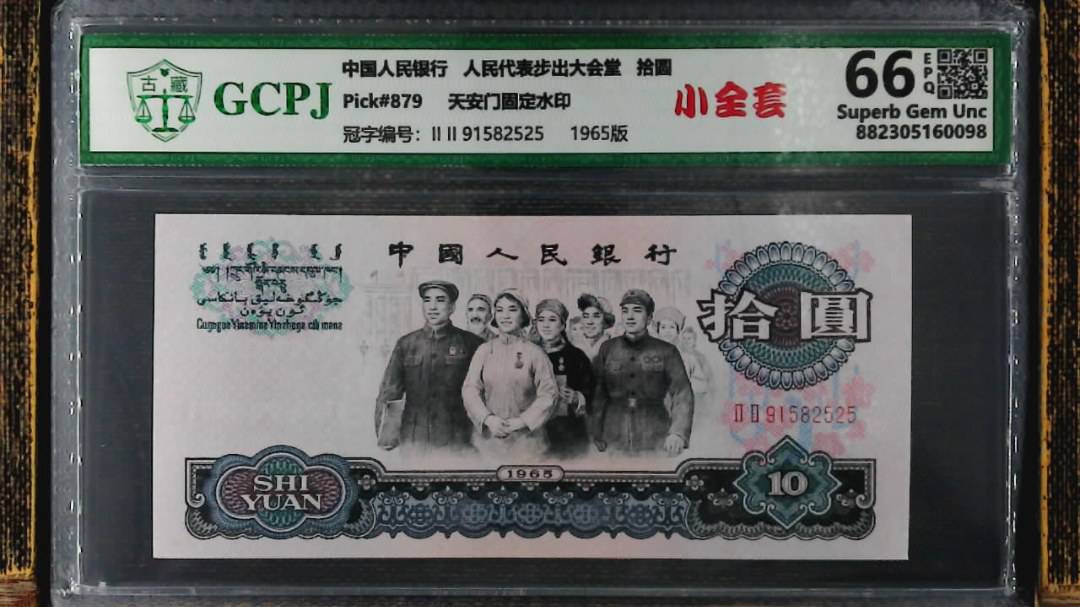 古藏
GCPJ
中国人民银行 人民代表步出大会堂 拾圆
Pick#879 天安门固定水印
冠字编号: II II 91582525 1965版
小全套
66 EPQ
Superb Gem Unc
882305160098
中國人民銀行
拾圓
II II 91582525
1965
SHI
YUAN
10